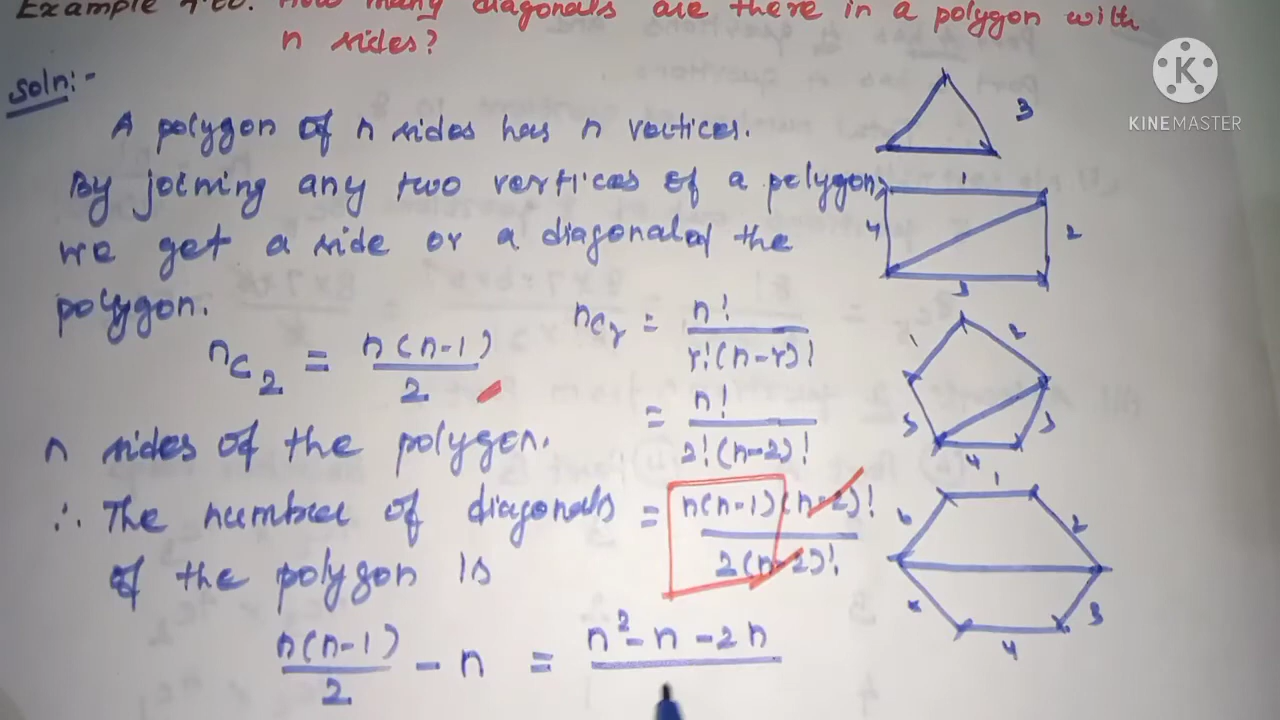 Example 4.60. How many diagonals are there in a polygon with
n sides?
Soln:-
A polygon of n sides has n vertices.
By joining any two vertices of a polygon,
we get a side or a diagonal of the
polygon.
nC2 = n(n-1) / 2
nCr = n! / r!(n-r)!
= n! / 2!(n-2)!
n sides of the polygon.
∴ The number of diagonals
of the polygon is
= n(n-1)(n-2)! / 2(n-2)!
n(n-1) / 2 - n = n² - n - 2n
3
1
4 2
3
2
5 3
4
1
6 2
3
4
K
KINEMASTER